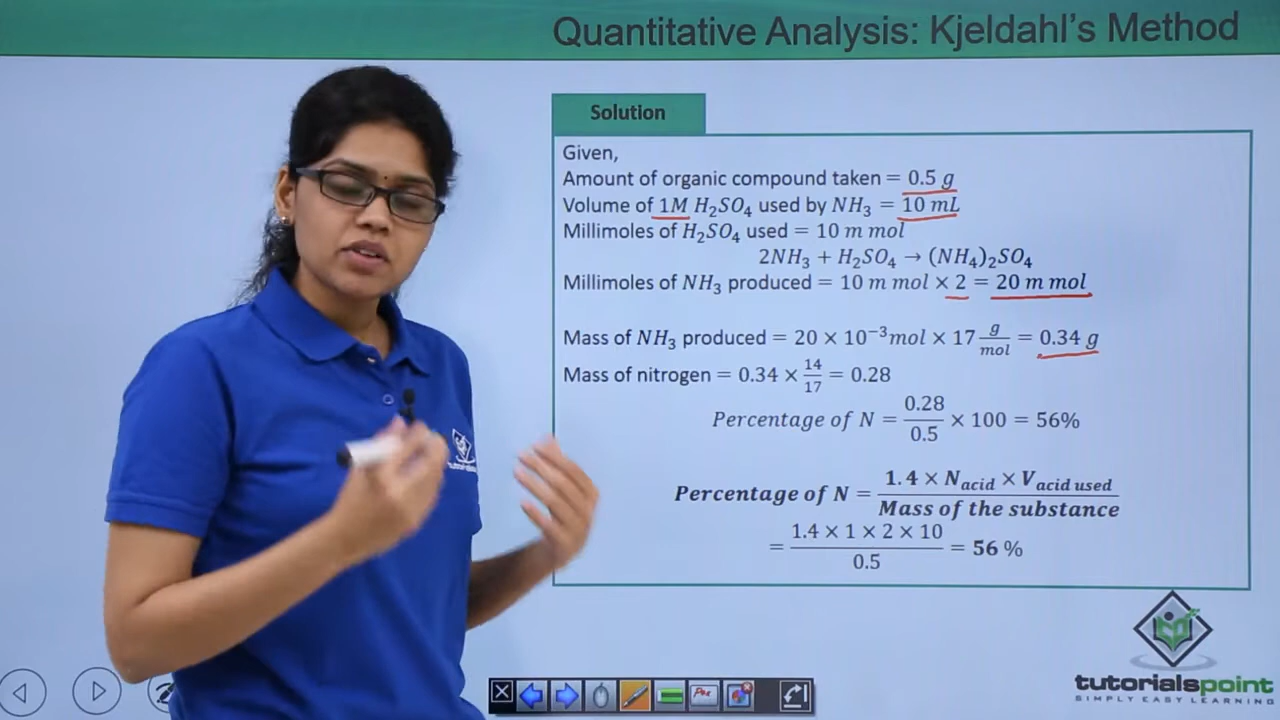 Quantitative Analysis: Kjeldahl's Method
Solution
Given,
Amount of organic compound taken = 0.5 g
Volume of 1M H₂SO₄ used by NH₃ = 10 mL
Millimoles of H₂SO₄ used = 10 m mol
2NH₃ + H₂SO₄ → (NH₄)₂SO₄
Millimoles of NH₃ produced = 10 m mol × 2 = 20 m mol
Mass of NH₃ produced = 20 × 10⁻³mol × 17 g/mol = 0.34 g
Mass of nitrogen = 0.34 × 14/17 = 0.28
Percentage of N = 0.28/0.5 × 100 = 56%
Percentage of N = 1.4 × N_acid × V_acid used / Mass of the substance
= 1.4 × 1 × 2 × 10 / 0.5 = 56 %
tutorialspoint
SIMPLY EASY LEARNING
Pen